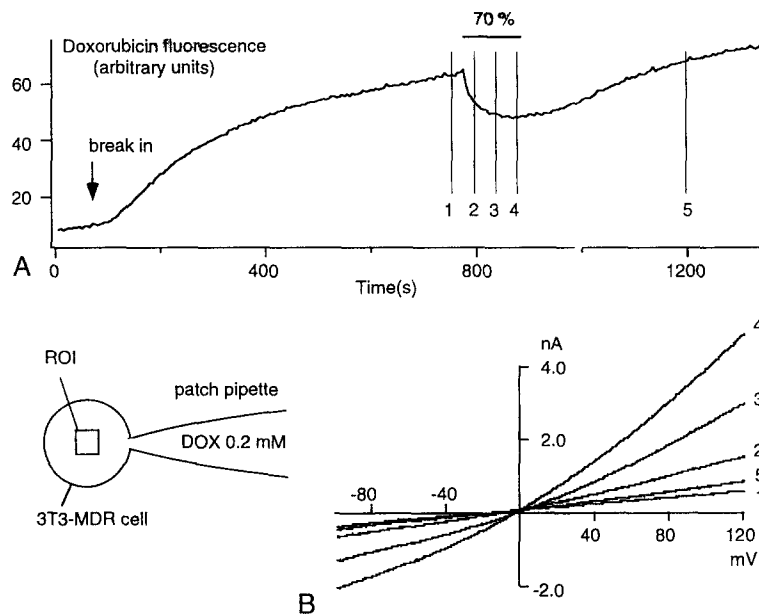 70 %
Doxorubicin fluorescence
(arbitrary units)
60
40
20
break in
1 2 3 4 5
A
0 400 800 1200
Time(s)
ROI
patch pipette
DOX 0.2 mM
3T3-MDR cell
nA
4.0
2.0
-80 -40
40 80 120
mV
-2.0
4
3
2
5
B